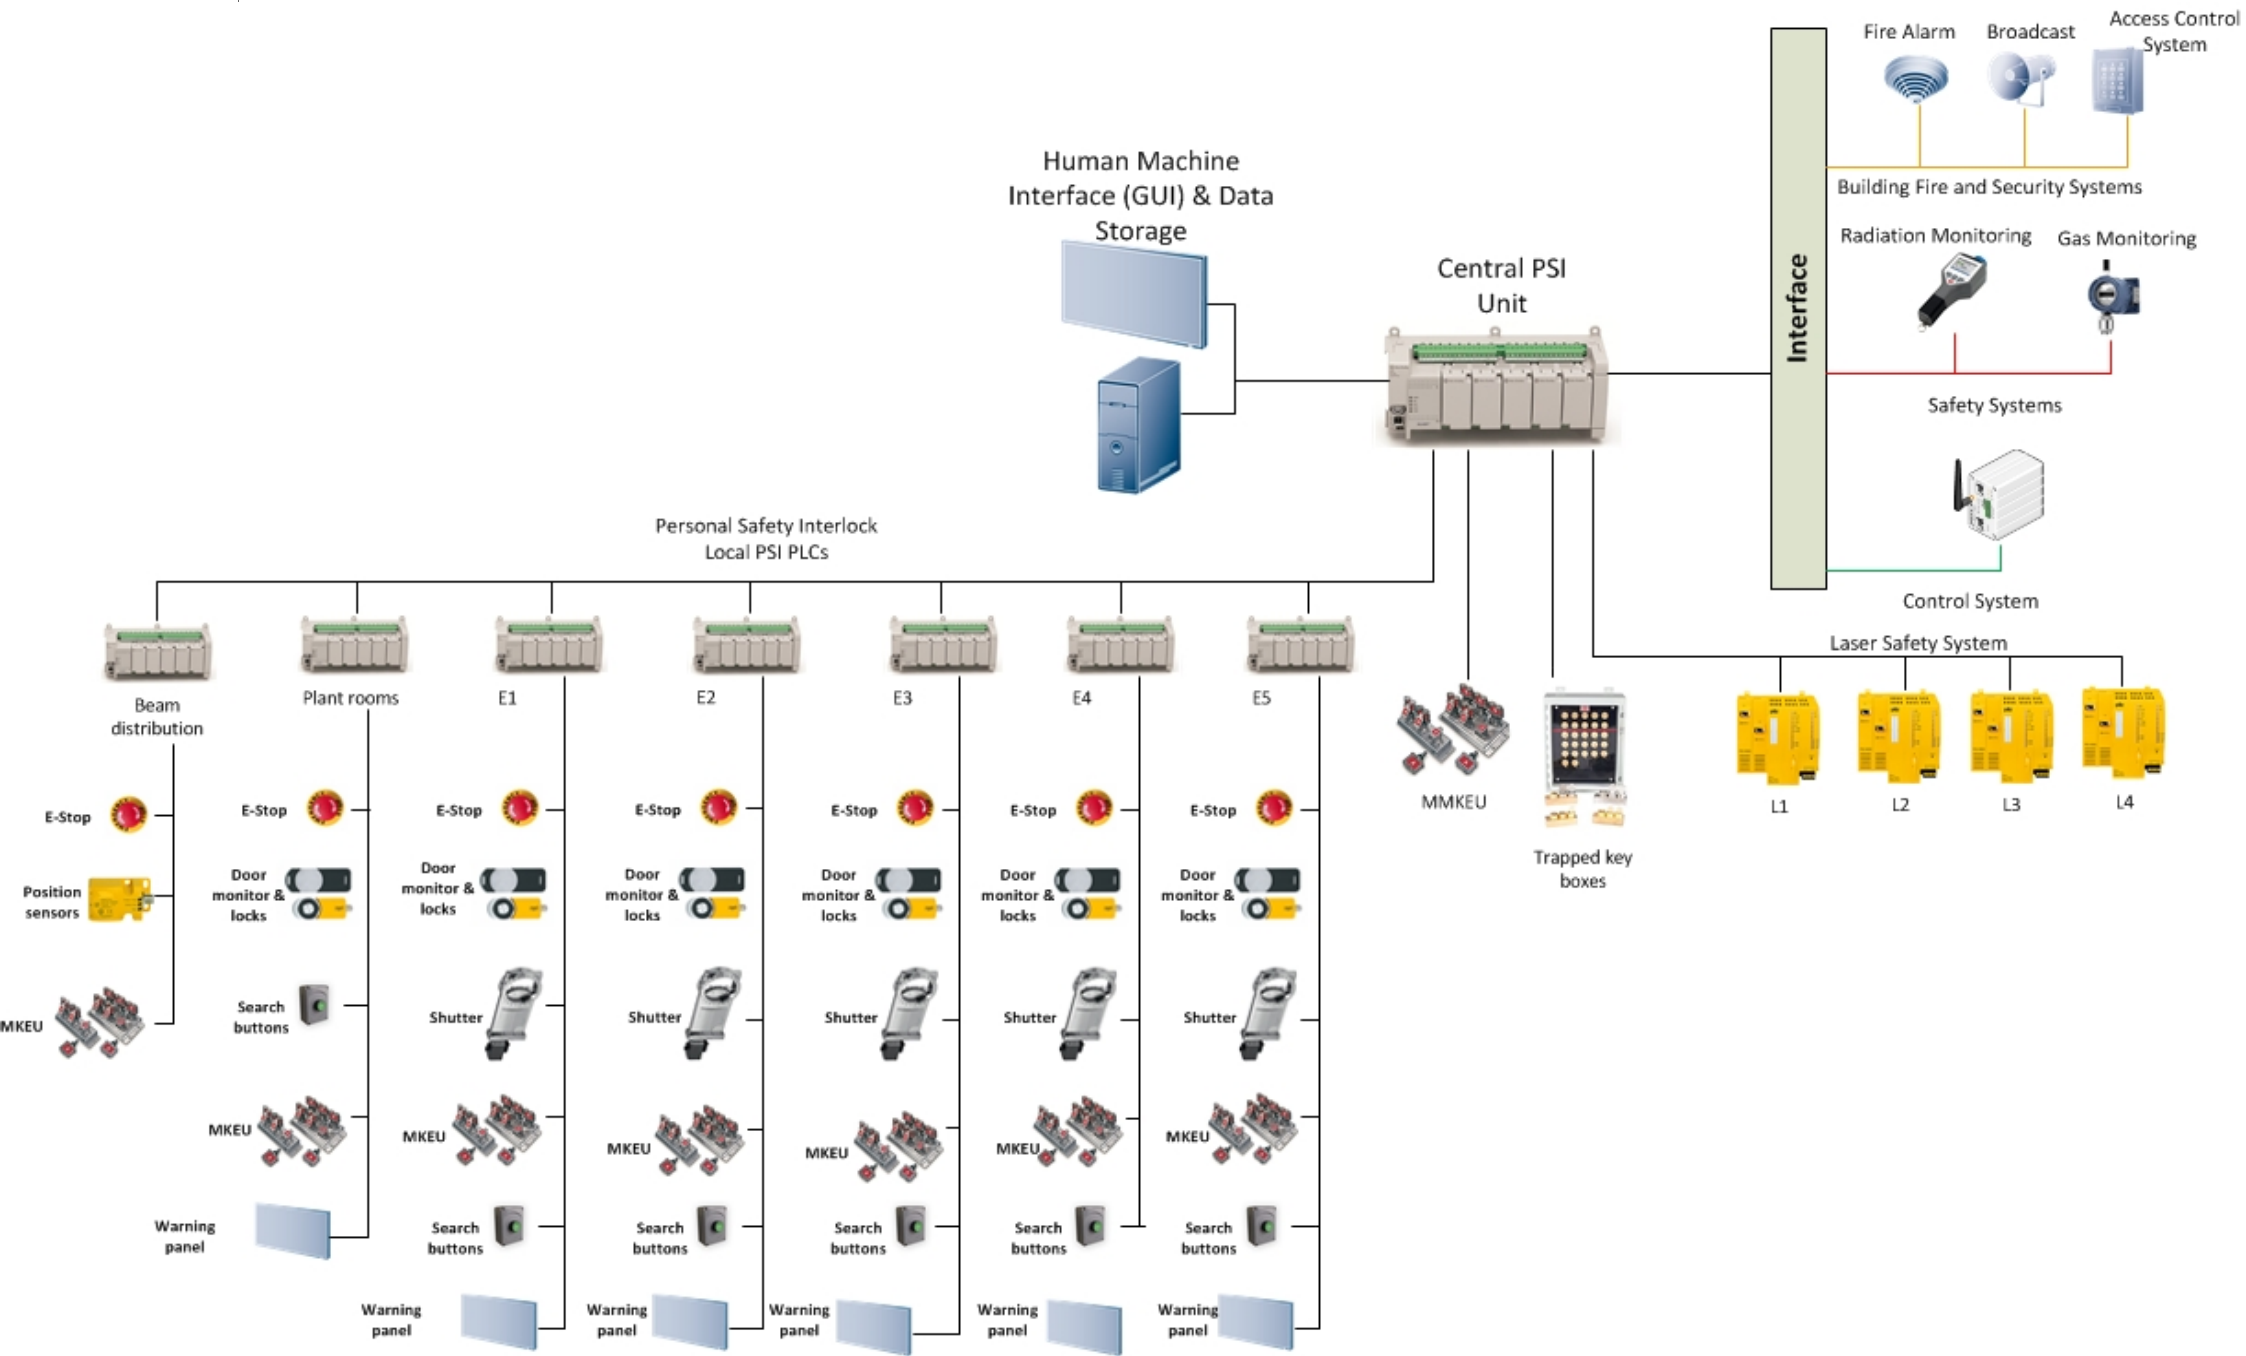 Fire Alarm
Broadcast
Access Control
System
Building Fire and Security Systems
Human Machine
Interface (GUI) & Data
Storage
Central PSI
Unit
Interface
Radiation Monitoring
Gas Monitoring
Safety Systems
Control System
Personal Safety Interlock
Local PSI PLCs
Laser Safety System
Beam
distribution
Plant rooms
E1
E2
E3
E4
E5
MMKEU
Trapped key
boxes
L1
L2
L3
L4
E-Stop
Position
sensors
MKEU
E-Stop
Door
monitor &
locks
Search
buttons
MKEU
Warning
panel
E-Stop
Door
monitor &
locks
Shutter
MKEU
Search
buttons
Warning
panel
E-Stop
Door
monitor &
locks
Shutter
MKEU
Search
buttons
Warning
panel
E-Stop
Door
monitor &
locks
Shutter
MKEU
Search
buttons
Warning
panel
E-Stop
Door
monitor &
locks
Shutter
MKEU
Search
buttons
Warning
panel
E-Stop
Door
monitor &
locks
Shutter
MKEU
Search
buttons
Warning
panel